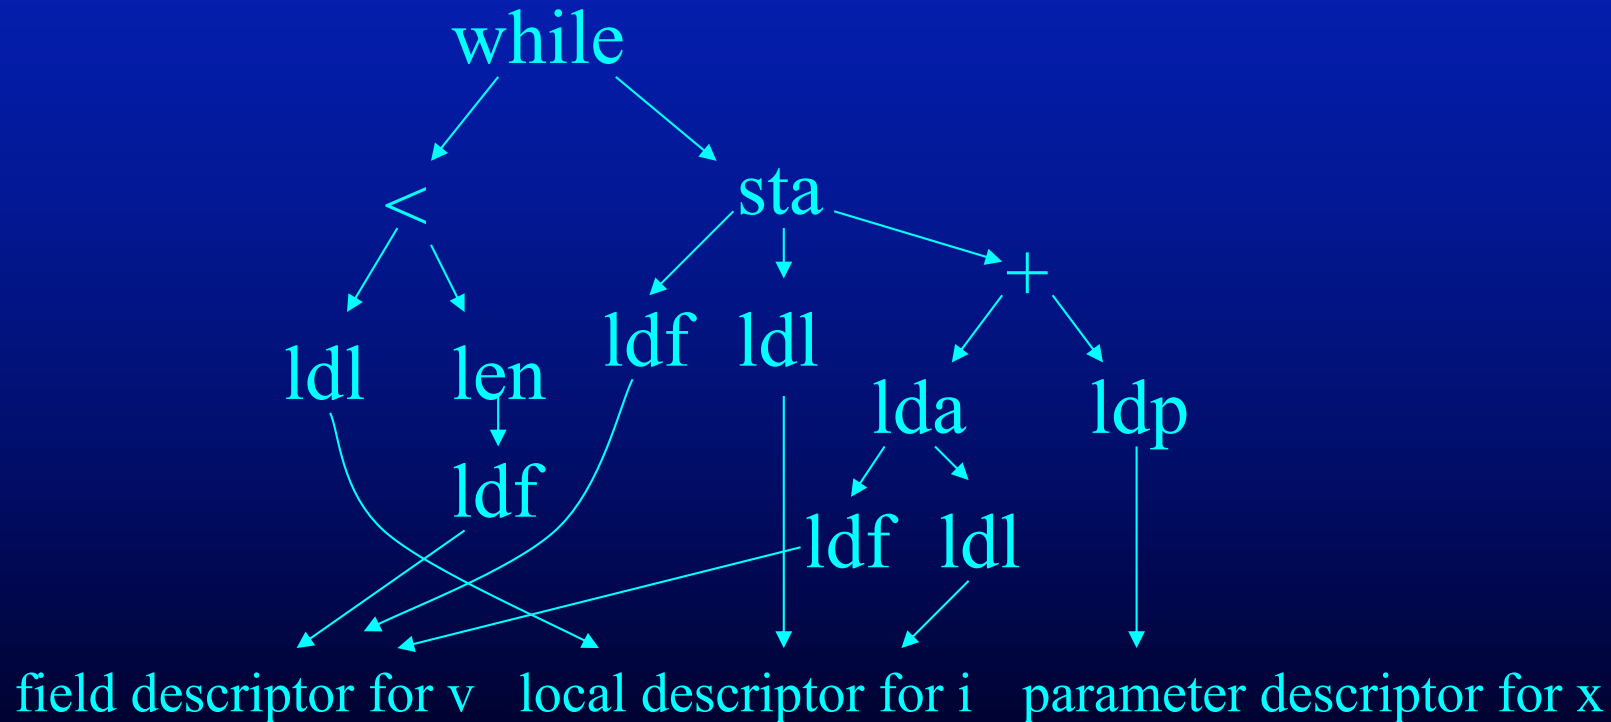 while
<
sta
+
ldl len ldf ldl
lda ldp
ldf
ldf ldl
field descriptor for v local descriptor for i parameter descriptor for x